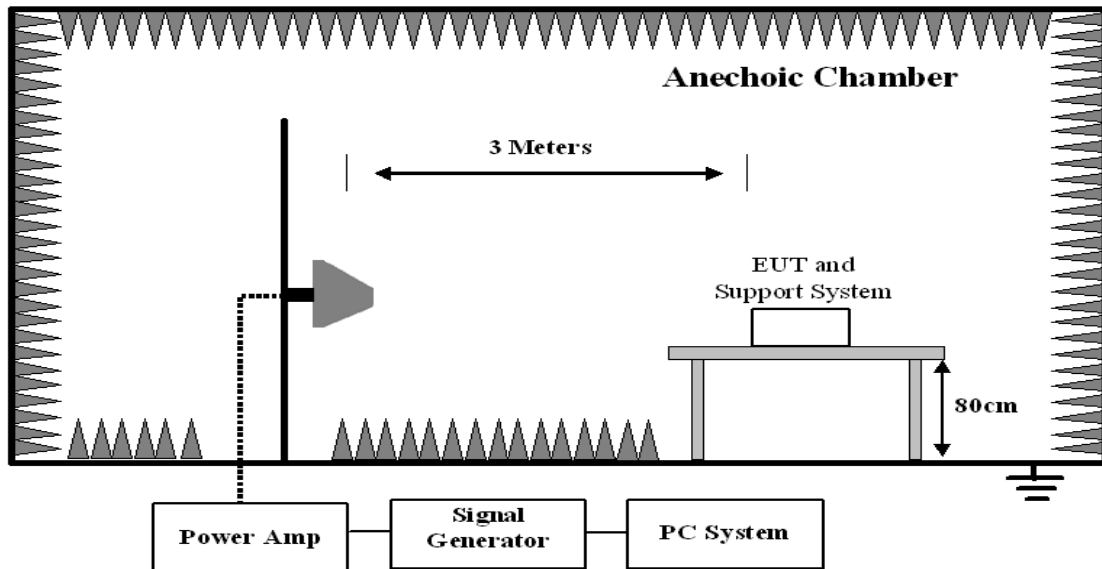 Anechoic Chamber
3 Meters
EUT and
Support System
80cm
Power Amp
Signal
Generator
PC System